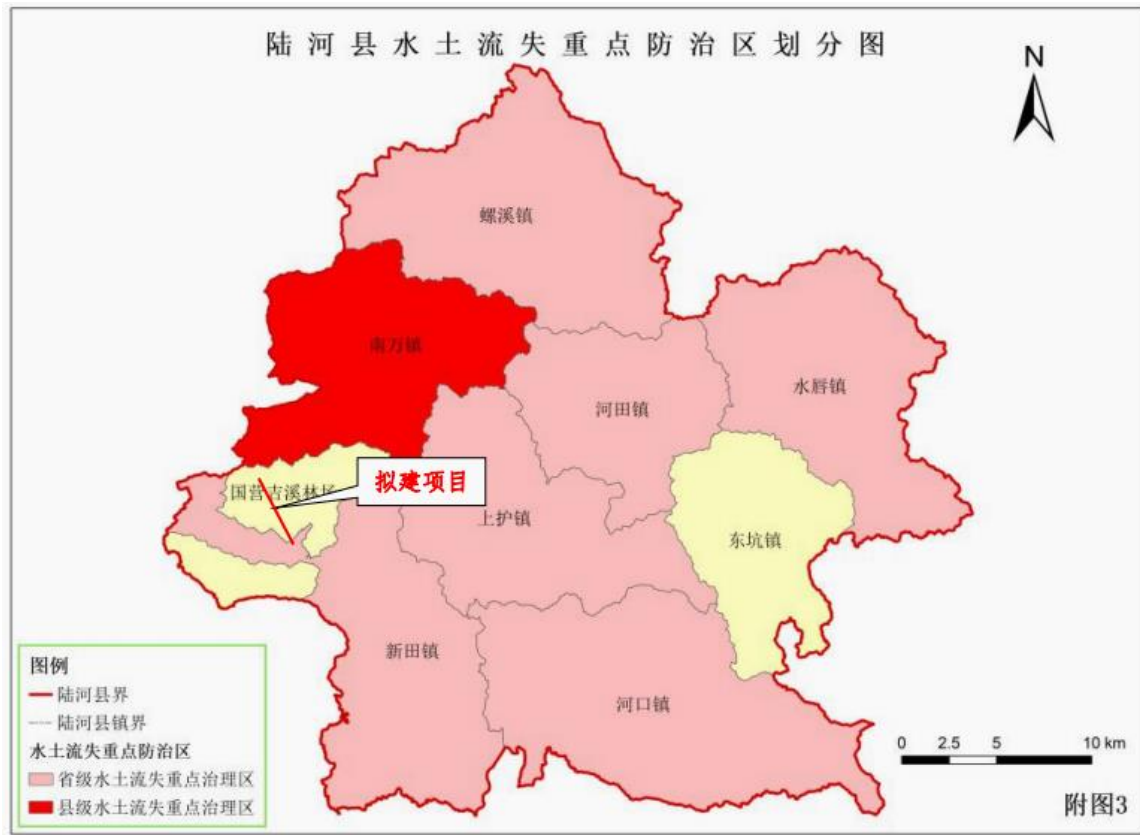 陆河县水土流失重点防治区划分图
N
螺溪镇
南万镇
水唇镇
河田镇
国营吉溪林场
拟建项目
上护镇
东坑镇
新田镇
河口镇
图例
陆河县界
陆河县镇界
水土流失重点防治区
省级水土流失重点治理区
县级水土流失重点治理区
0 2.5 5 10 km
附图3